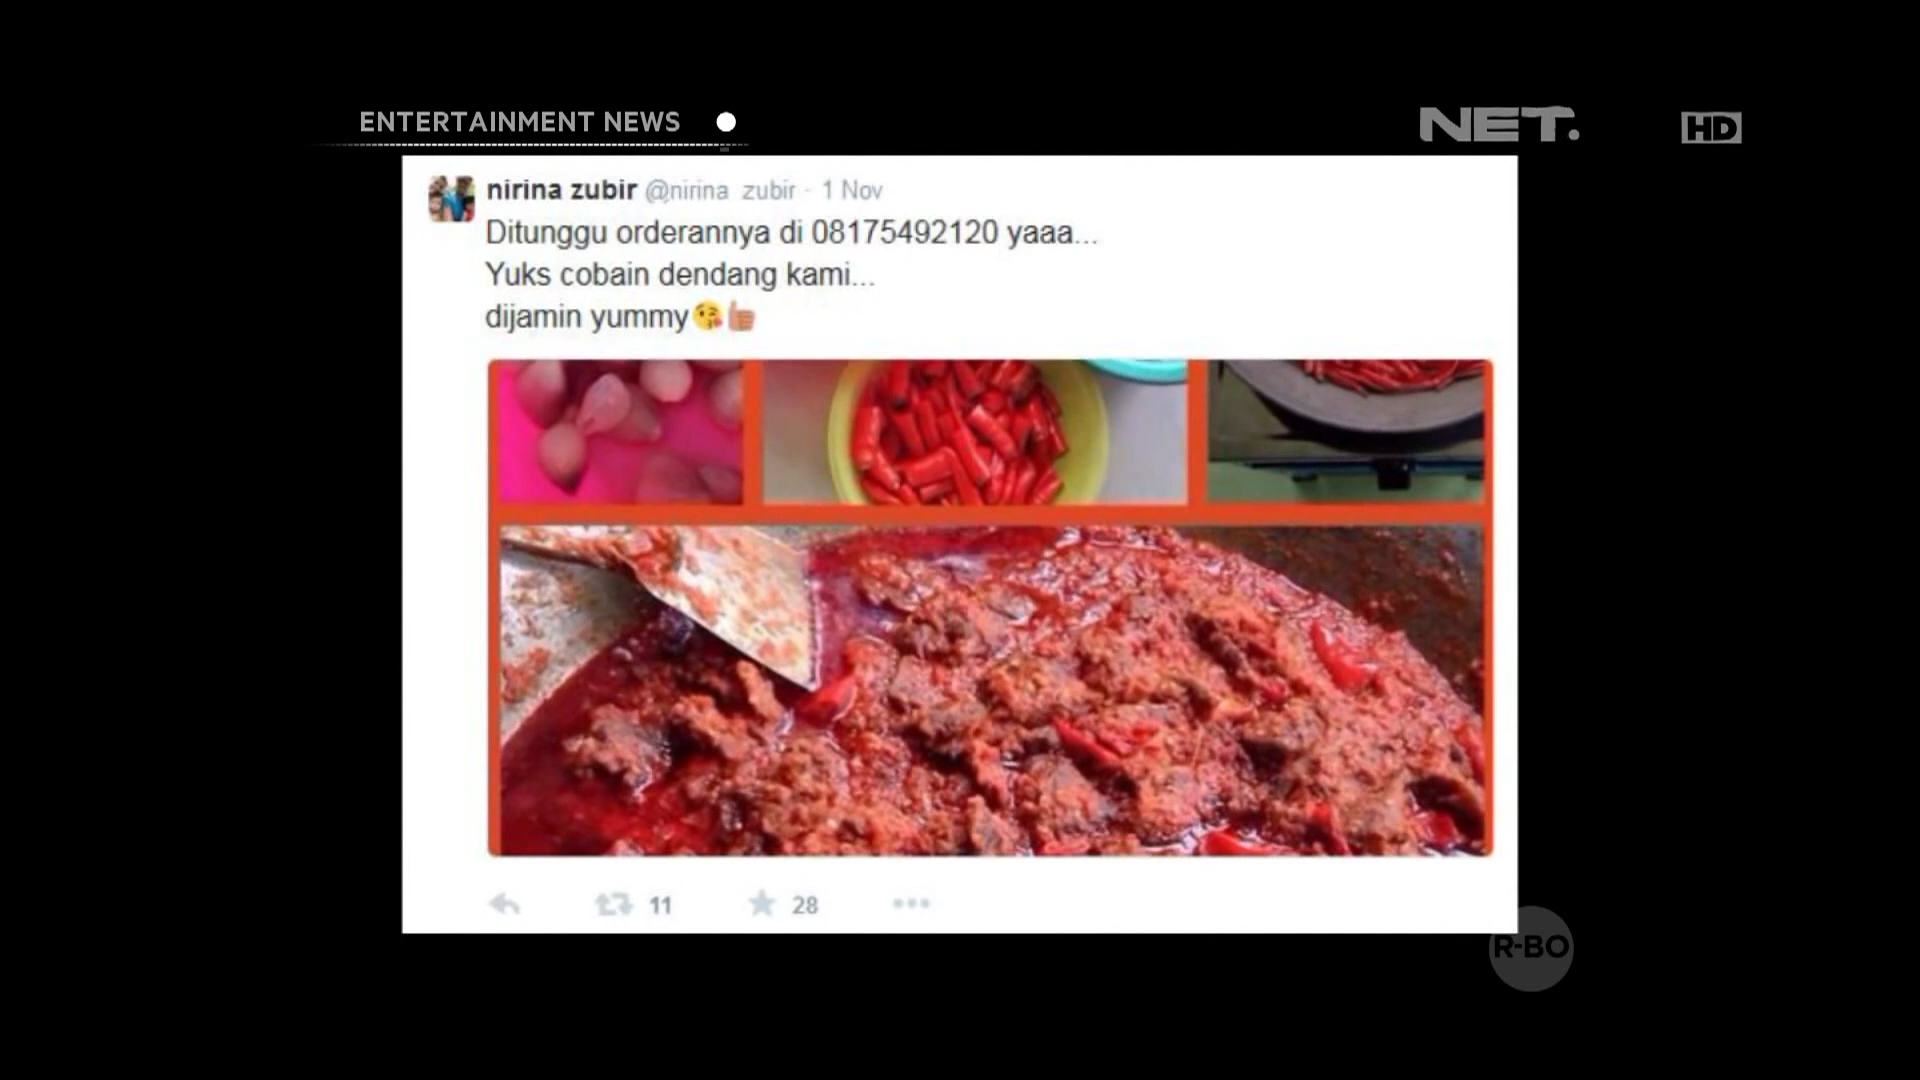 ENTERTAINMENT NEWS
NET.
HD
nirina zubir @nirina_zubir · 1 Nov
Ditunggu orderannya di 08175492120 yaaa...
Yuks cobain dendang kami...
dijamin yummy😘👍
11
28
R-BO